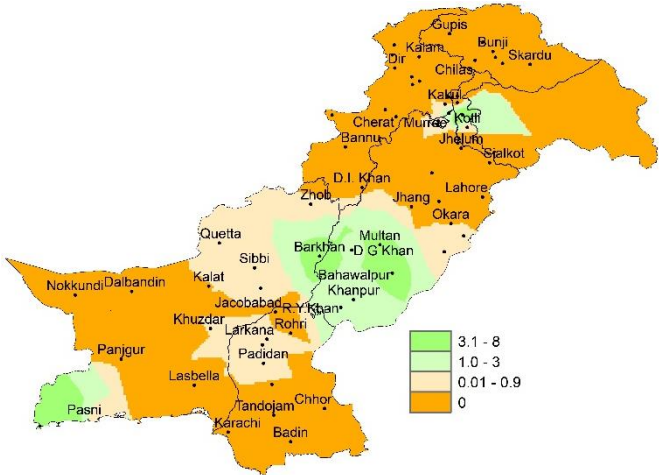 Gupis
Kalam
Bunji
Dir
Skardu
Chilas
Kakul
Cherat
Murree
Kotli
Bannu
Jhelum
Sialkot
D.I. Khan
Zhob
Jhang
Lahore
Okara
Quetta
Multan
Barkhan
D G Khan
Sibbi
Bahawalpur
Kalat
Khanpur
Nokkundi
Dalbandin
Jacobabad
R.Y.Khan
Khuzdar
Larkana
Rohri
Panjgur
Padidan
Lasbella
Pasni
Tandojam
Chhor
Karachi
Badin
3.1 - 8
1.0 - 3
0.01 - 0.9
0